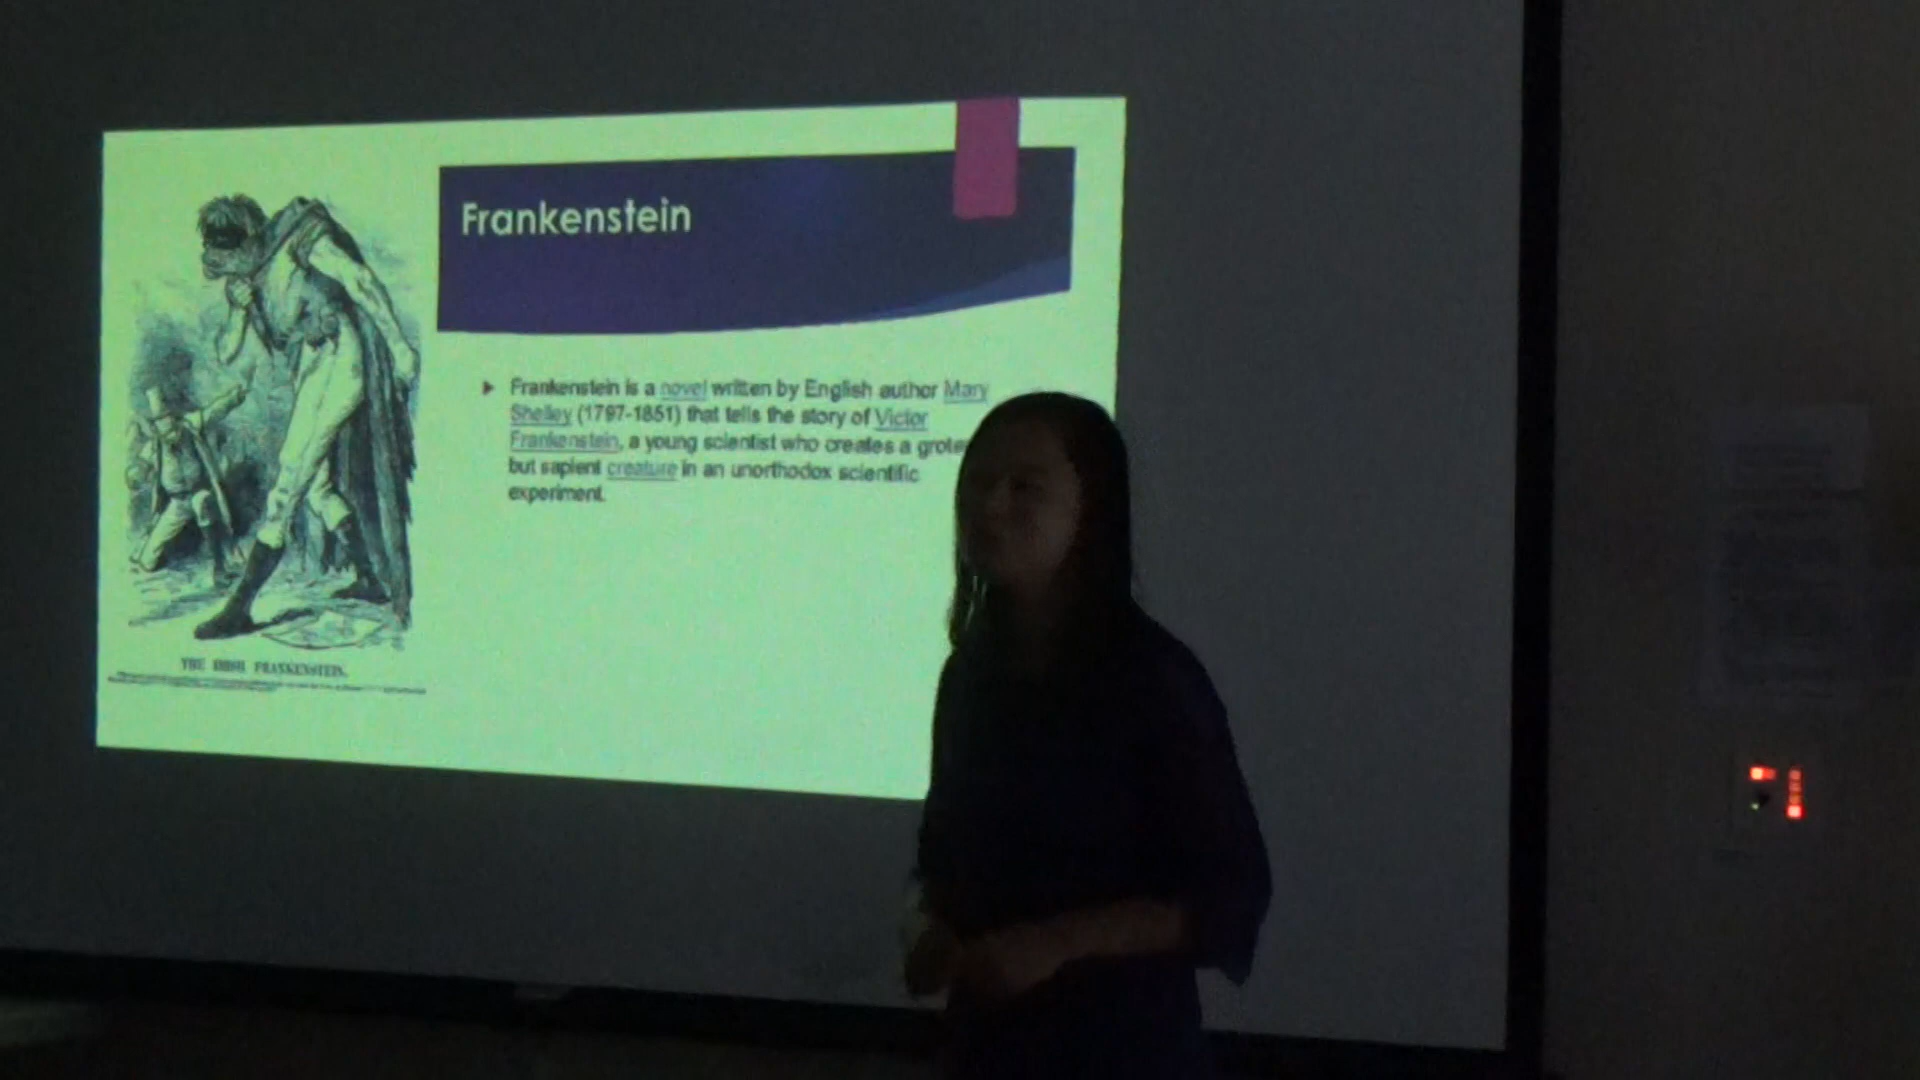 Frankenstein
Frankenstein is a novel written by English author Mary
Shelley (1797-1851) that tells the story of Victor
Frankenstein, a young scientist who creates a grote
but sapient creature in an unorthodox scientific
experiment.
THE IRISH FRANKENSTEIN.